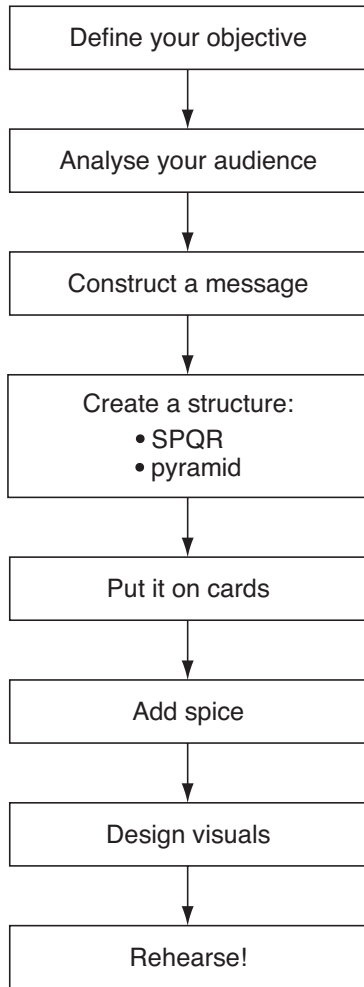 Define your objective
Analyse your audience
Construct a message
Create a structure:
• SPQR
• pyramid
Put it on cards
Add spice
Design visuals
Rehearse!